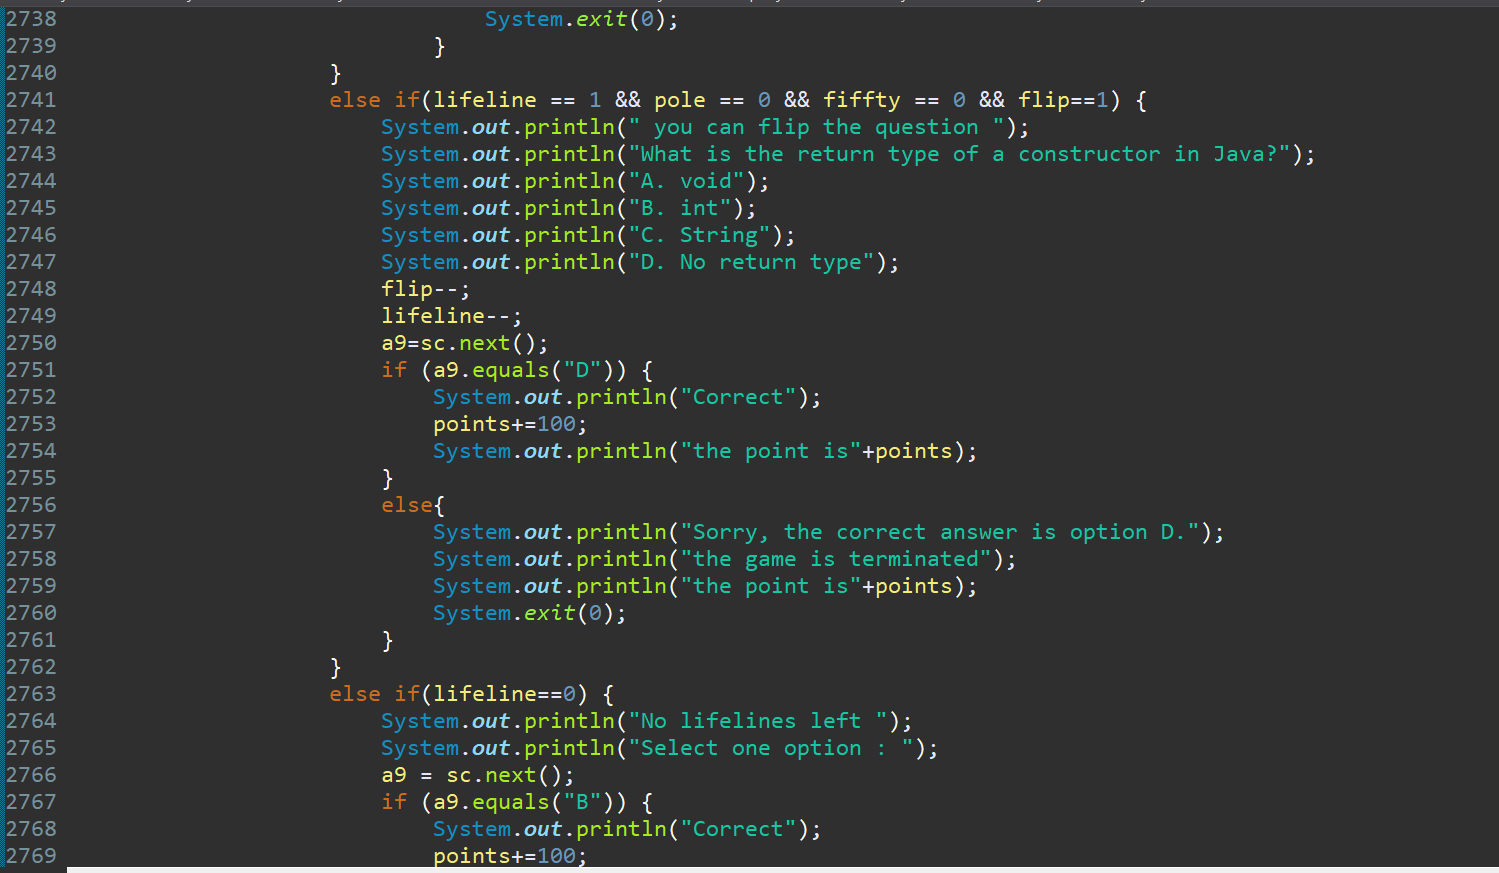 2738 System.exit(0);
2739 }
2740 }
2741 else if(lifeline == 1 && pole == 0 && fiffty == 0 && flip==1) {
2742 System.out.println(" you can flip the question ");
2743 System.out.println("What is the return type of a constructor in Java?");
2744 System.out.println("A. void");
2745 System.out.println("B. int");
2746 System.out.println("C. String");
2747 System.out.println("D. No return type");
2748 flip--;
2749 lifeline--;
2750 a9=sc.next();
2751 if (a9.equals("D")) {
2752 System.out.println("Correct");
2753 points+=100;
2754 System.out.println("the point is"+points);
2755 }
2756 else{
2757 System.out.println("Sorry, the correct answer is option D.");
2758 System.out.println("the game is terminated");
2759 System.out.println("the point is"+points);
2760 System.exit(0);
2761 }
2762 }
2763 else if(lifeline==0) {
2764 System.out.println("No lifelines left ");
2765 System.out.println("Select one option : ");
2766 a9 = sc.next();
2767 if (a9.equals("B")) {
2768 System.out.println("Correct");
2769 points+=100;